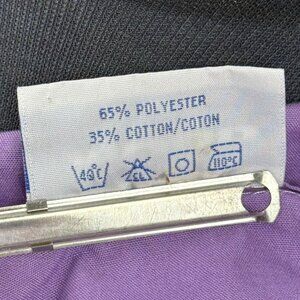 65% POLYESTER
35% COTTON/COTON
40°C CL 110°C